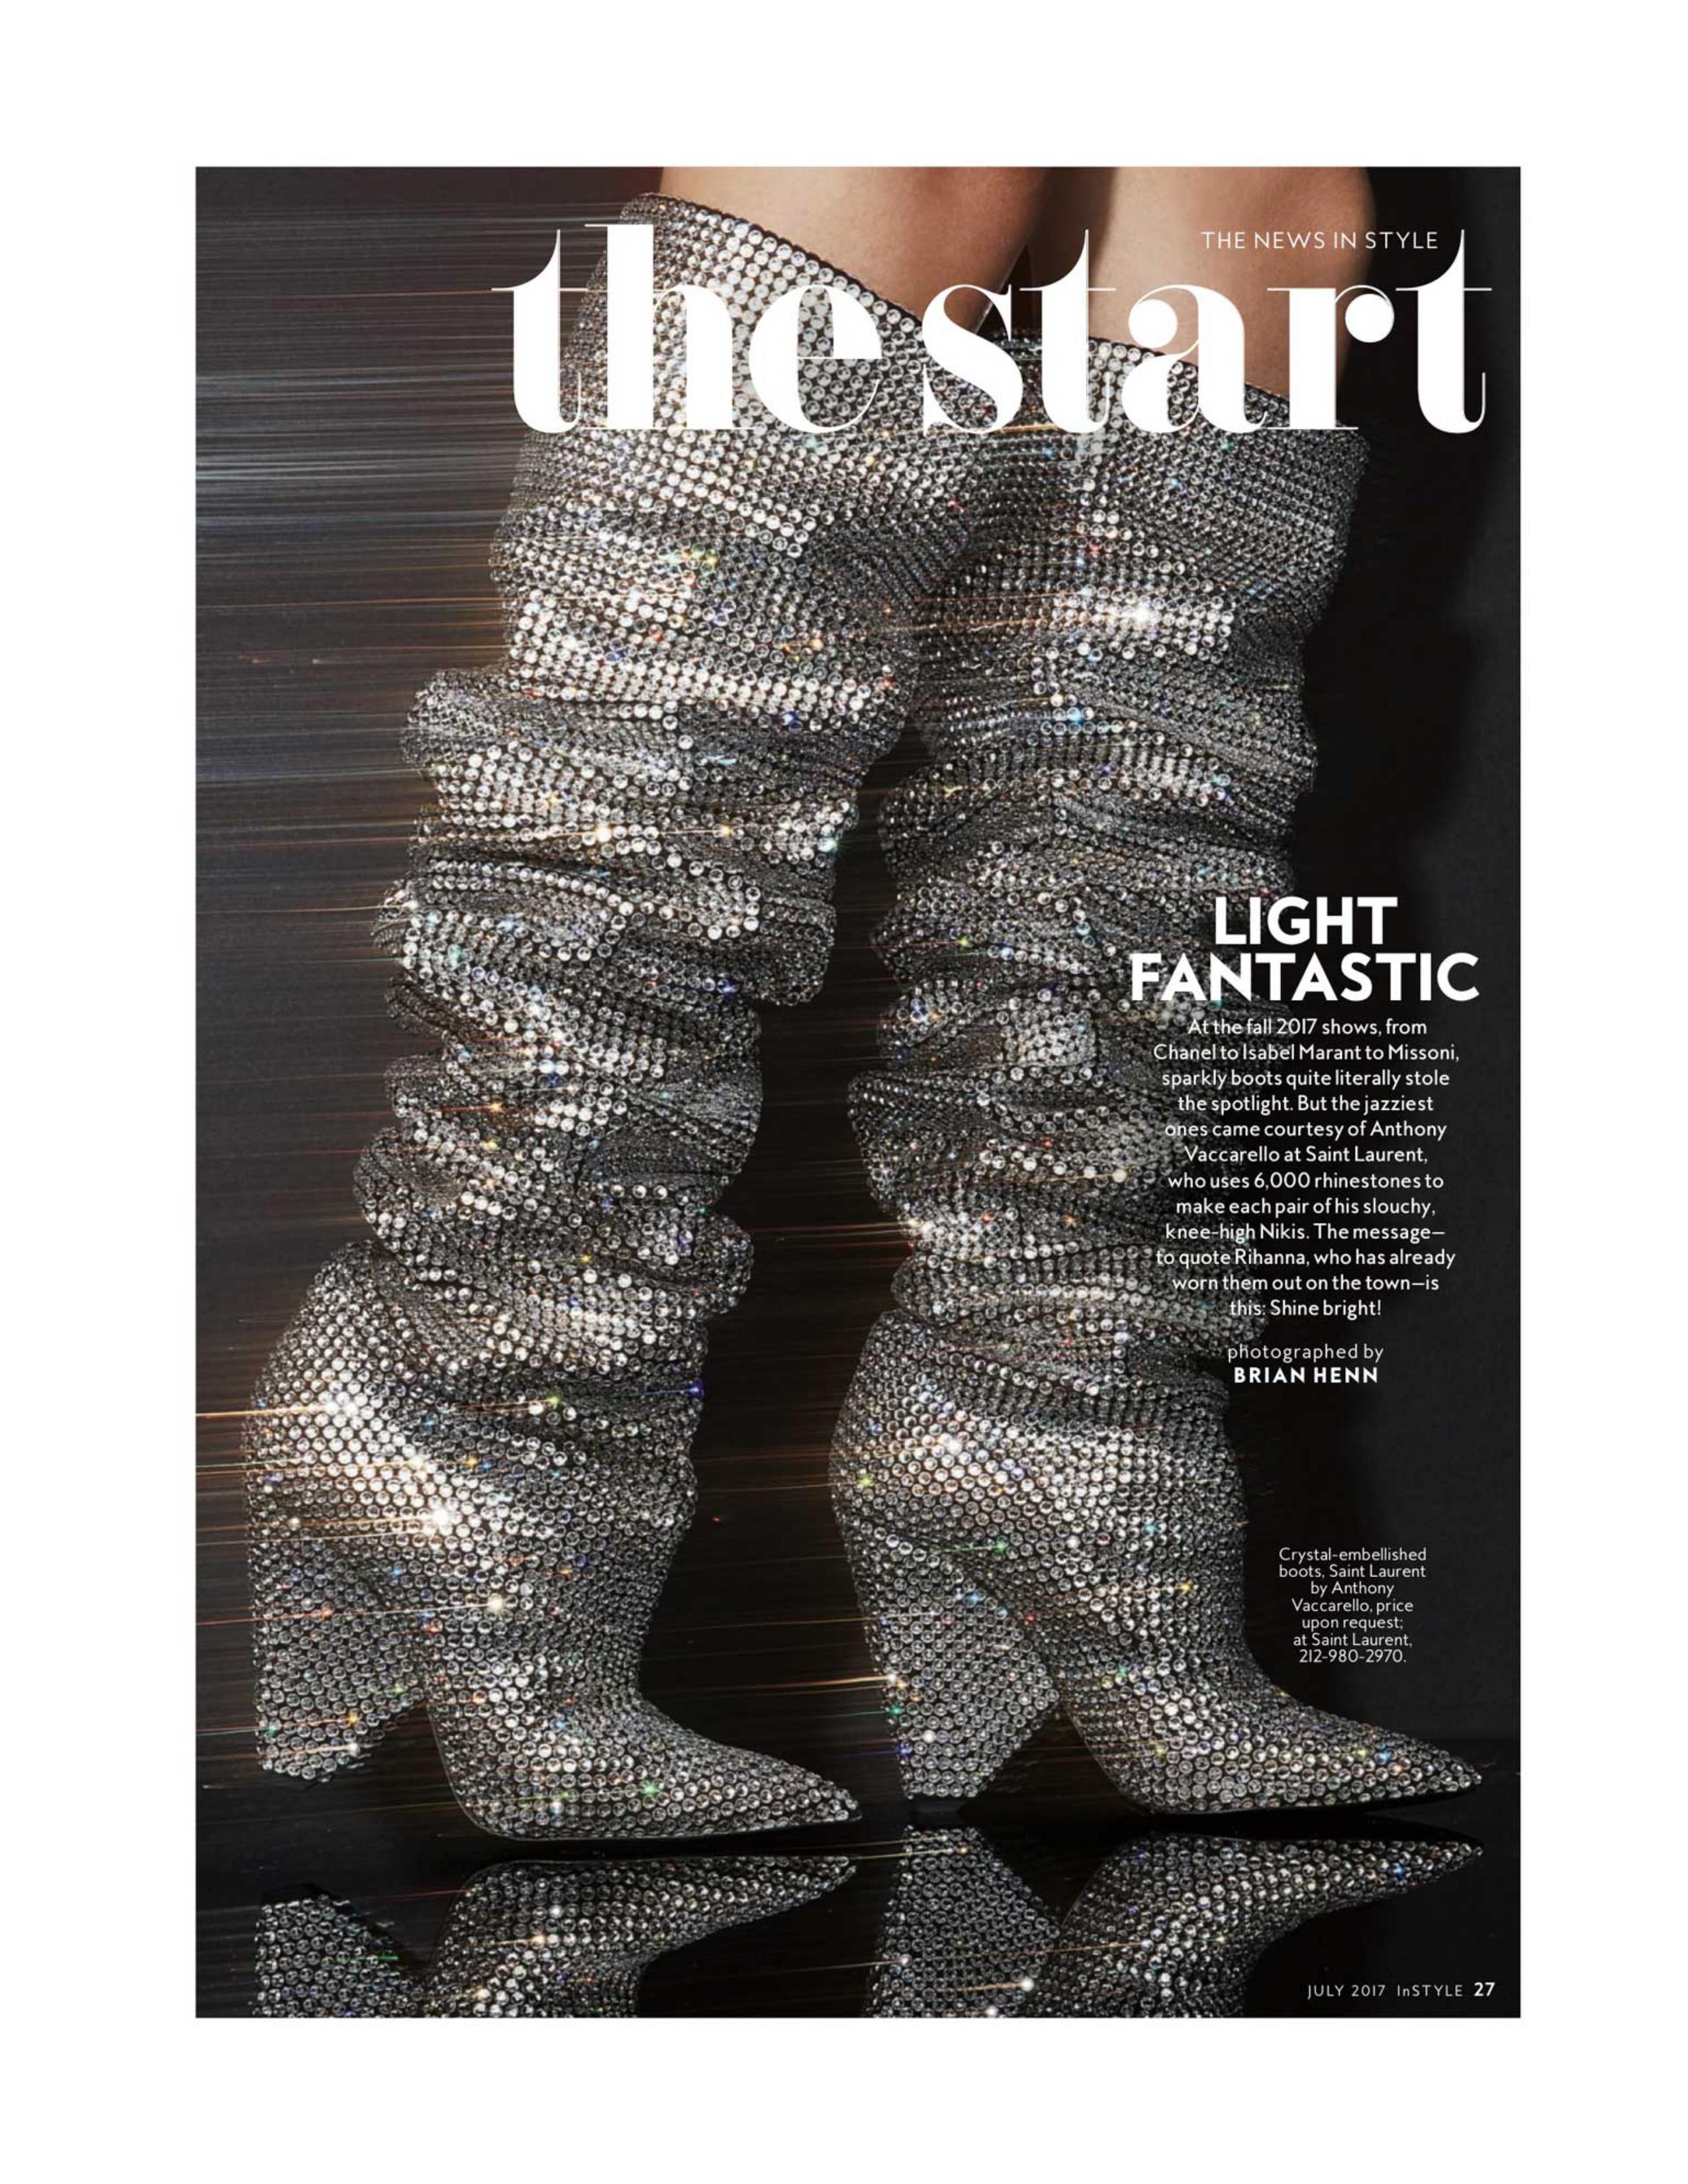 THE NEWS IN STYLE
the start
LIGHT
FANTASTIC
At the fall 2017 shows, from
Chanel to Isabel Marant to Missoni,
sparkly boots quite literally stole
the spotlight. But the jazziest
ones came courtesy of Anthony
Vaccarello at Saint Laurent,
who uses 6,000 rhinestones to
make each pair of his slouchy,
knee-high Nikis. The message—
to quote Rihanna, who has already
worn them out on the town—is
this: Shine bright!
photographed by
BRIAN HENN
Crystal-embellished
boots, Saint Laurent
by Anthony
Vaccarello, price
upon request;
at Saint Laurent,
212-980-2970.
JULY 2017 InSTYLE 27